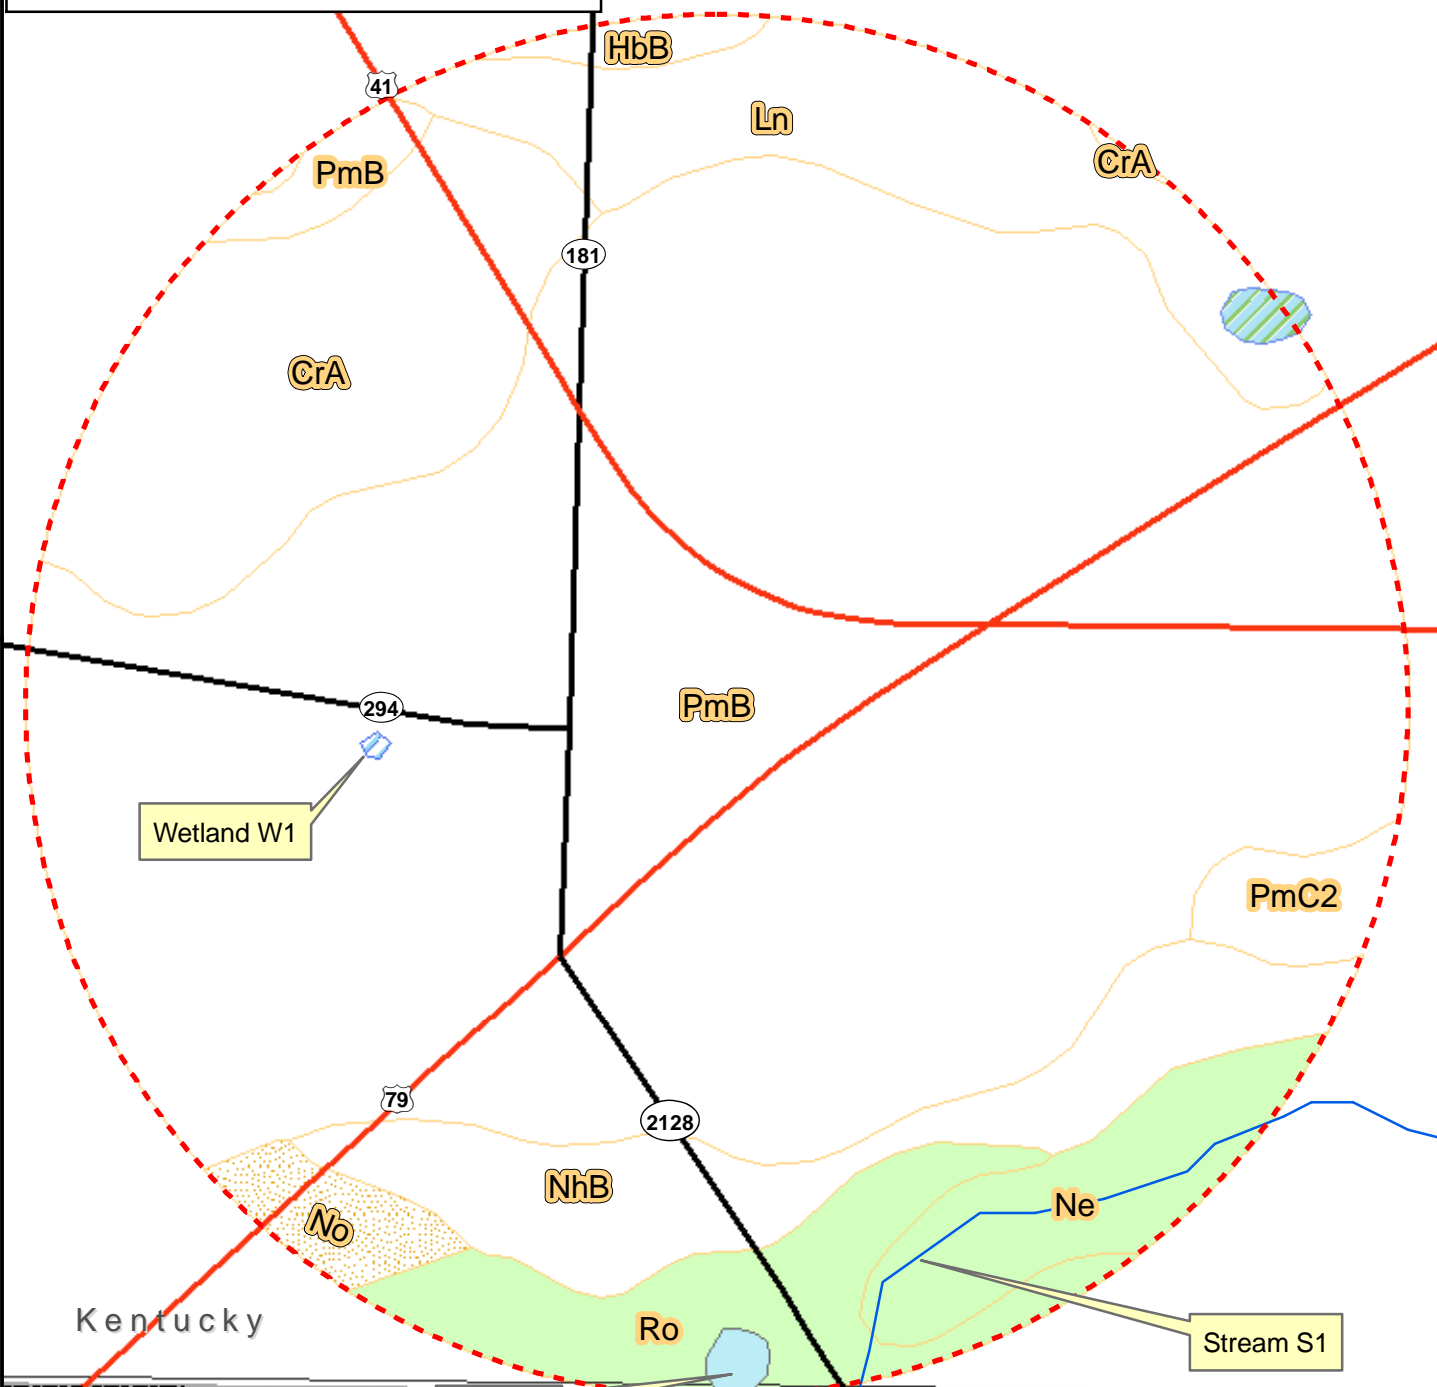 HbB
41
Ln
CrA
PmB
181
CrA
294
PmB
Wetland W1
PmC2
79
2128
NhB
No
Ne
Kentucky
Ro
Stream S1